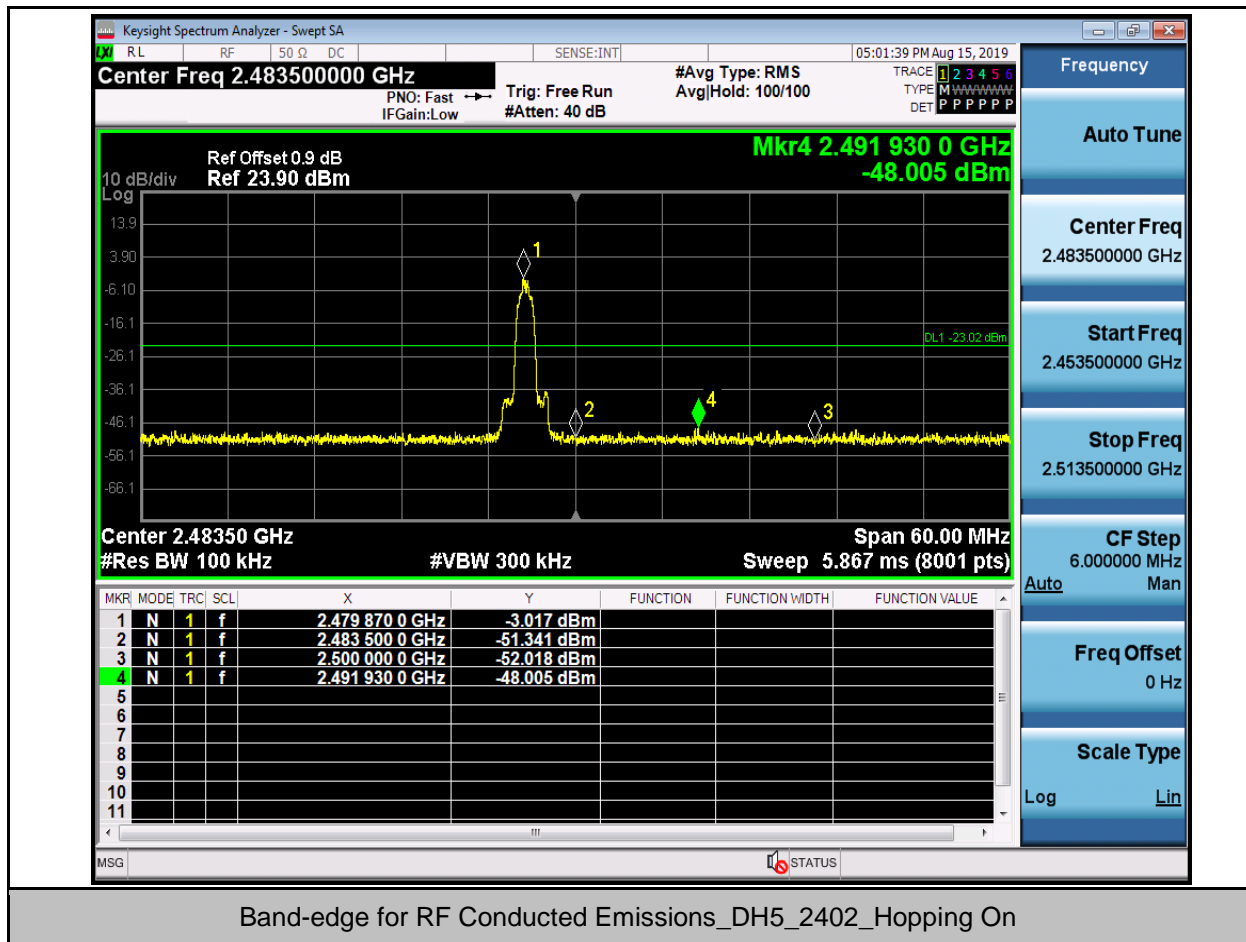 Keysight Spectrum Analyzer - Swept SA
LXI RL RF 50 Ω DC SENSE:INT 05:01:39 PM Aug 15, 2019
Center Freq 2.483500000 GHz
PNO: Fast
IFGain:Low
Trig: Free Run
#Atten: 40 dB
#Avg Type: RMS
Avg|Hold: 100/100
TRACE 1 2 3 4 5 6
TYPE M WWWWW
DET P P P P P P
Mkr4 2.491 930 0 GHz
-48.005 dBm
Ref Offset 0.9 dB
10 dB/div Ref 23.90 dBm
Log
13.9
3.90
-6.10
-16.1
-26.1
-36.1
-46.1
-56.1
-66.1
1
DL1 -23.02 dBm
2
4
3
Center 2.48350 GHz Span 60.00 MHz
#Res BW 100 kHz #VBW 300 kHz Sweep 5.867 ms (8001 pts)
MKR MODE TRC SCL X Y FUNCTION FUNCTION WIDTH FUNCTION VALUE
1 N 1 f 2.479 870 0 GHz -3.017 dBm
2 N 1 f 2.483 500 0 GHz -51.341 dBm
3 N 1 f 2.500 000 0 GHz -52.018 dBm
4 N 1 f 2.491 930 0 GHz -48.005 dBm
5
6
7
8
9
10
11
MSG STATUS
Frequency
Auto Tune
Center Freq
2.483500000 GHz
Start Freq
2.453500000 GHz
Stop Freq
2.513500000 GHz
CF Step
6.000000 MHz
Auto Man
Freq Offset
0 Hz
Scale Type
Log Lin
Band-edge for RF Conducted Emissions_DH5_2402_Hopping On